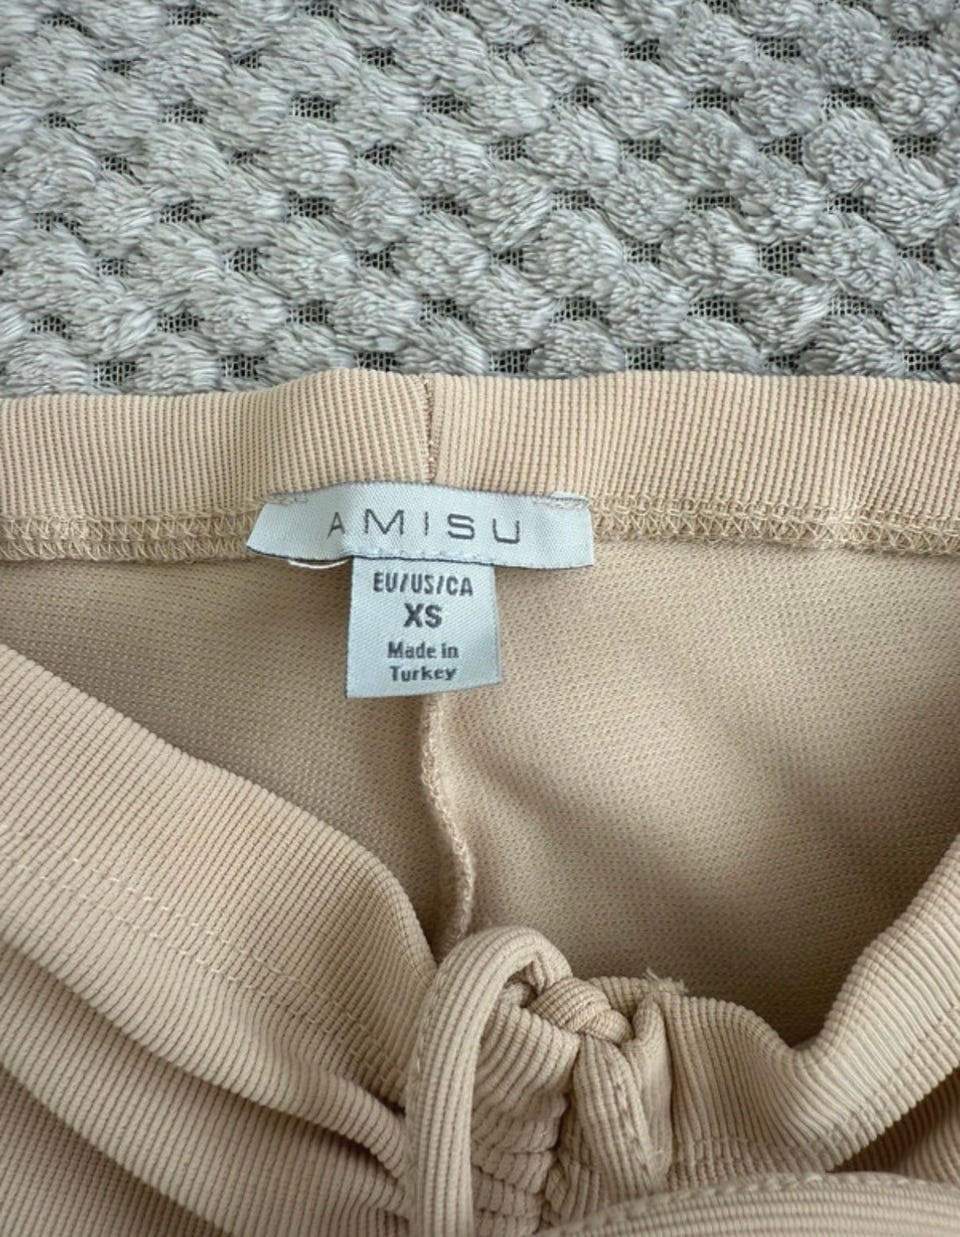 AMISU
EU/US/CA
XS
Made in
Turkey